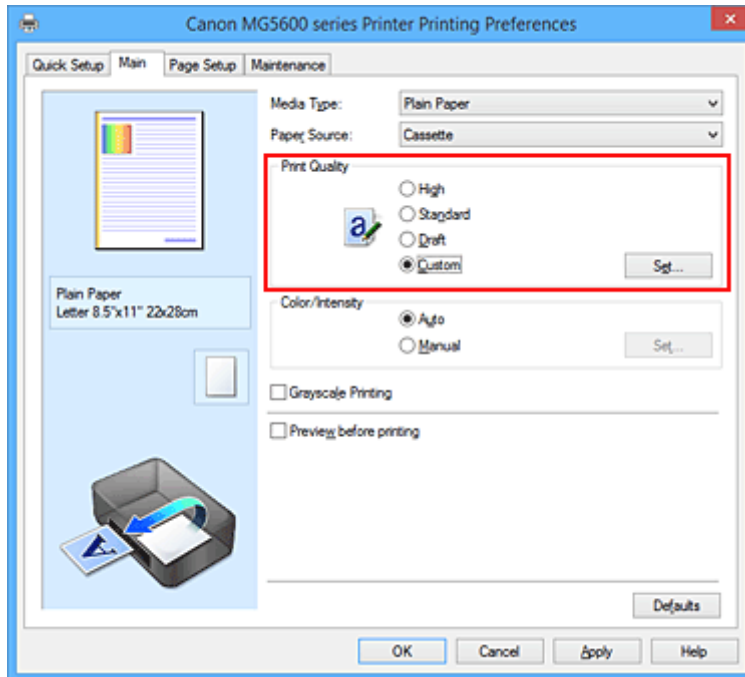 Canon MG5600 series Printer Printing Preferences
Quick Setup Main Page Setup Maintenance
Media Type: Plain Paper
Paper Source: Cassette
Print Quality
High
Standard
a
Draft
Custom Set...
Plain Paper
Letter 8.5"x11" 22x28cm
Color/Intensity
Auto
Manual Set...
Grayscale Printing
Preview before printing
A
Defaults
OK Cancel Apply Help